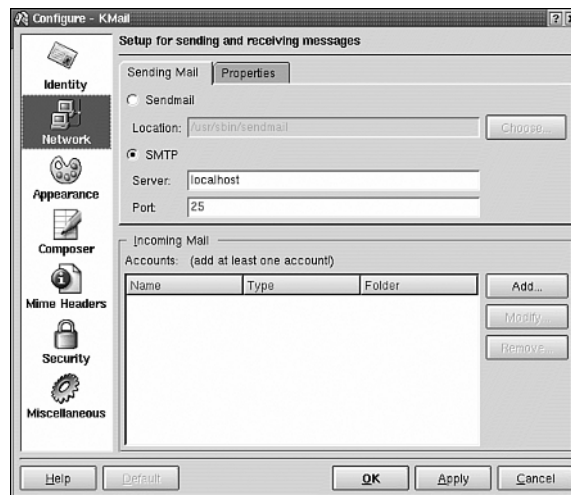 Configure - KMail
Setup for sending and receiving messages
Identity
Network
Appearance
Composer
Mime Headers
Security
Miscellaneous
Sending Mail Properties
Sendmail
Location: /usr/sbin/sendmail Choose...
SMTP
Server: localhost
Port: 25
Incoming Mail
Accounts: (add at least one account!)
Name Type Folder
Add...
Modify...
Remove...
Help Default OK Apply Cancel